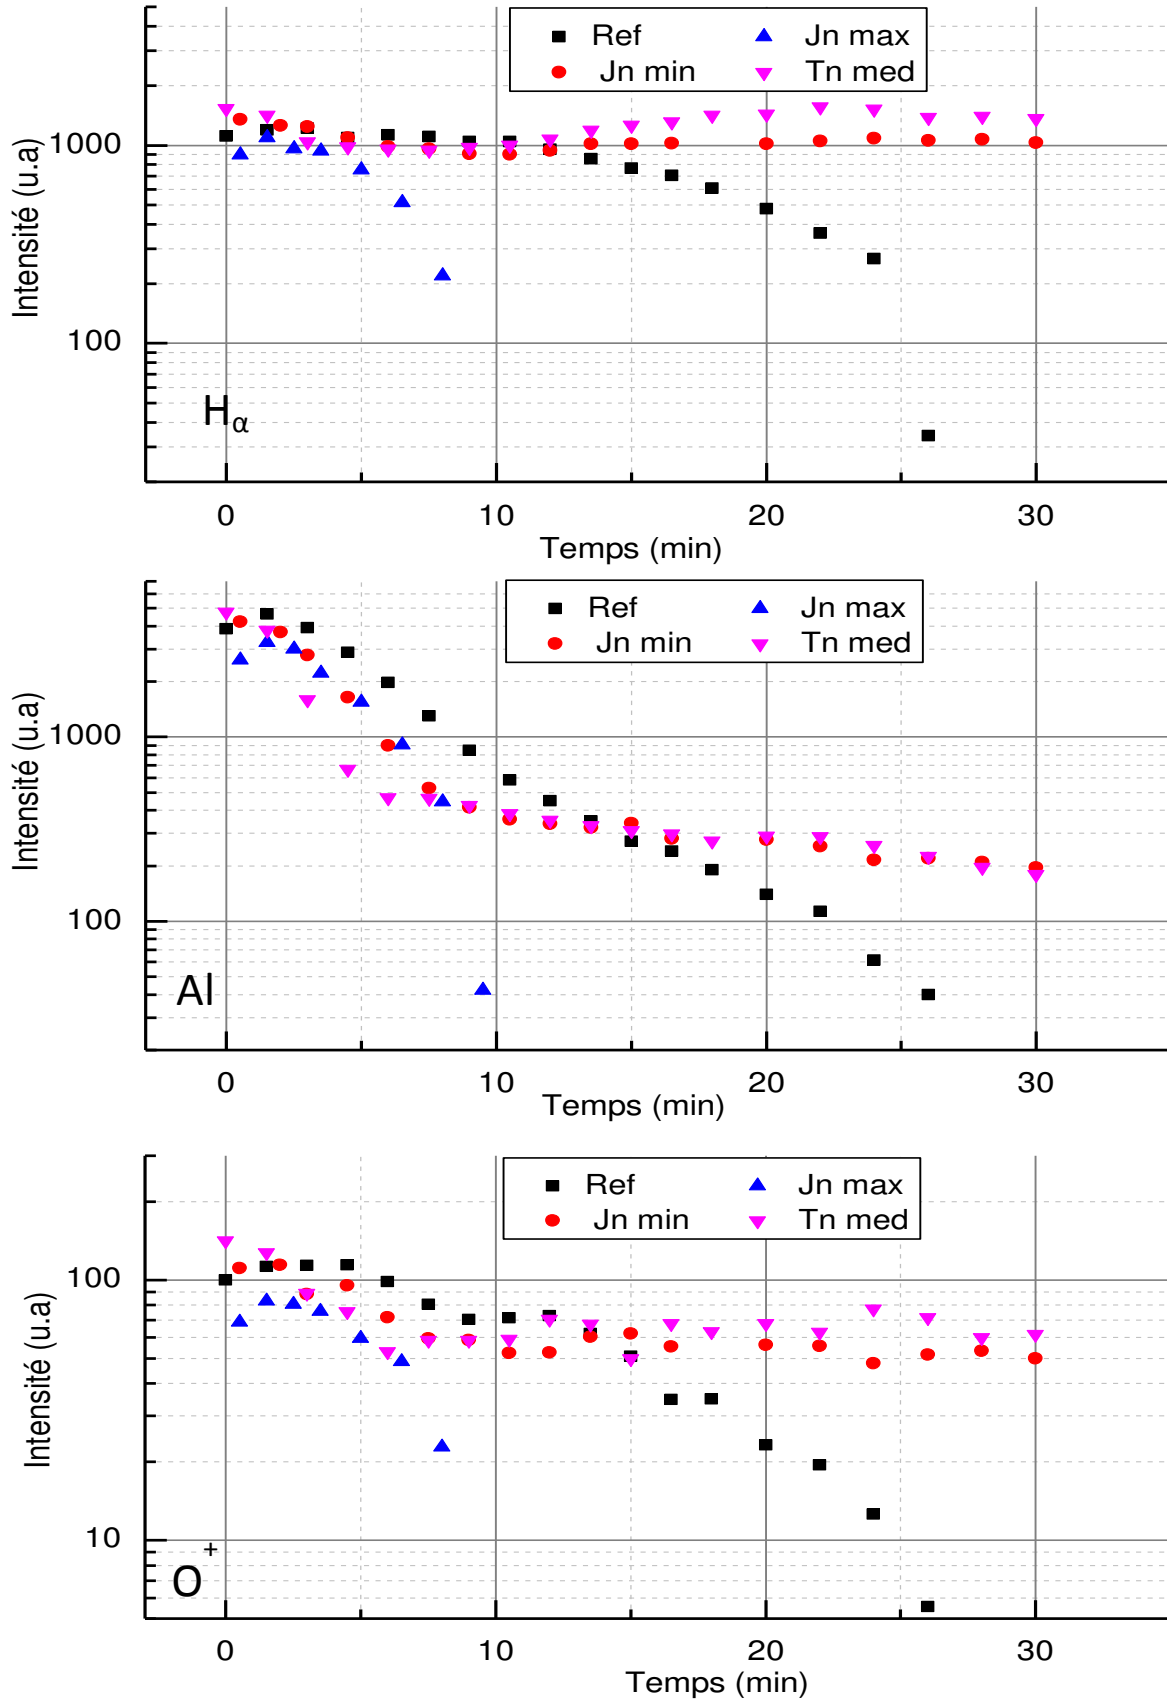 Ref Jn max
Jn min Tn med
1000
100
Intensité (u.a)
Hα
0 10 20 30
Temps (min)
Ref Jn max
Jn min Tn med
1000
100
Intensité (u.a)
Al
0 10 20 30
Temps (min)
Ref Jn max
Jn min Tn med
100
10
Intensité (u.a)
O+
0 10 20 30
Temps (min)